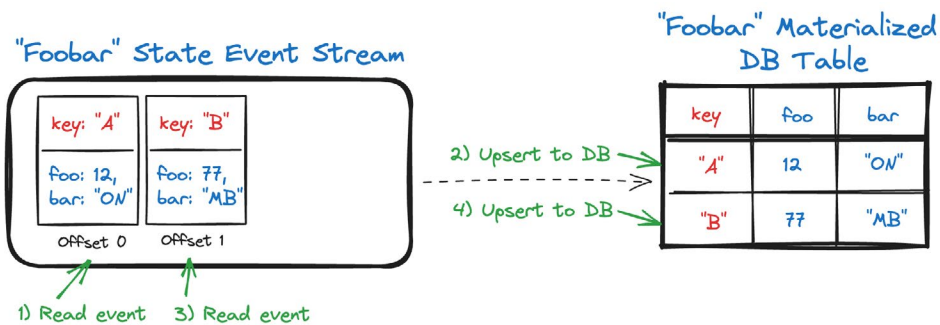 "Foobar" State Event Stream
key: "A"
foo: 12,
bar: "ON"
Offset 0
key: "B"
foo: 77,
bar: "MB"
Offset 1
1) Read event
3) Read event
2) Upsert to DB
4) Upsert to DB
"Foobar" Materialized
DB Table
key foo bar
"A" 12 "ON"
"B" 77 "MB"